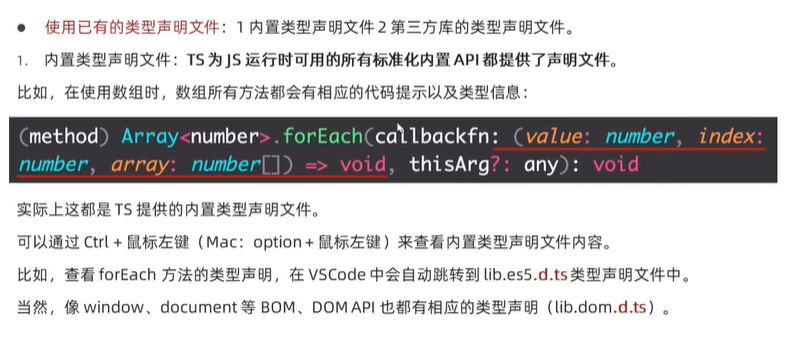 ● 使用已有的类型声明文件：1 内置类型声明文件 2 第三方库的类型声明文件。
1. 内置类型声明文件：TS 为 JS 运行时可用的所有标准化内置 API 都提供了声明文件。
比如，在使用数组时，数组所有方法都会有相应的代码提示以及类型信息：
(method) Array<number>.forEach(callbackfn: (value: number, index:
number, array: number[]) => void, thisArg?: any): void
实际上这都是 TS 提供的内置类型声明文件。
可以通过 Ctrl + 鼠标左键（Mac：option + 鼠标左键）来查看内置类型声明文件内容。
比如，查看 forEach 方法的类型声明，在 VSCode 中会自动跳转到 lib.es5.d.ts 类型声明文件中。
当然，像 window、document 等 BOM、DOM API 也都有相应的类型声明（lib.dom.d.ts）。